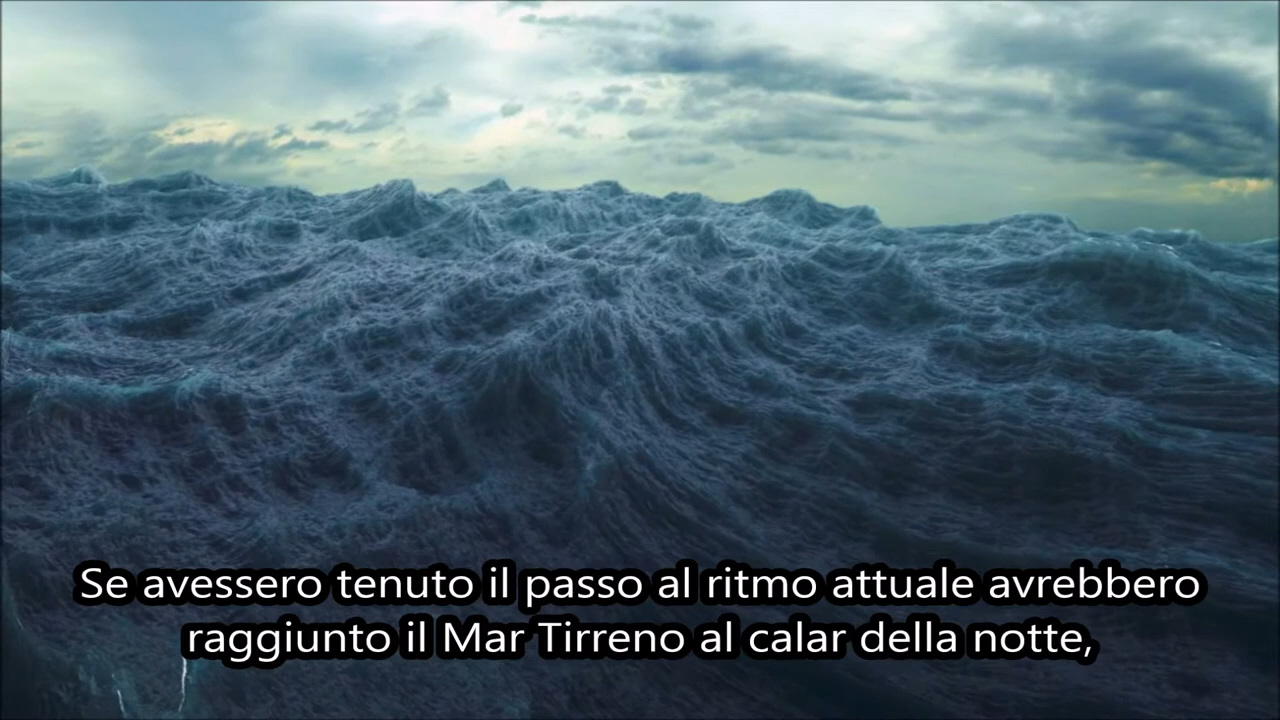 Se avessero tenuto il passo al ritmo attuale avrebbero
raggiunto il Mar Tirreno al calar della notte,